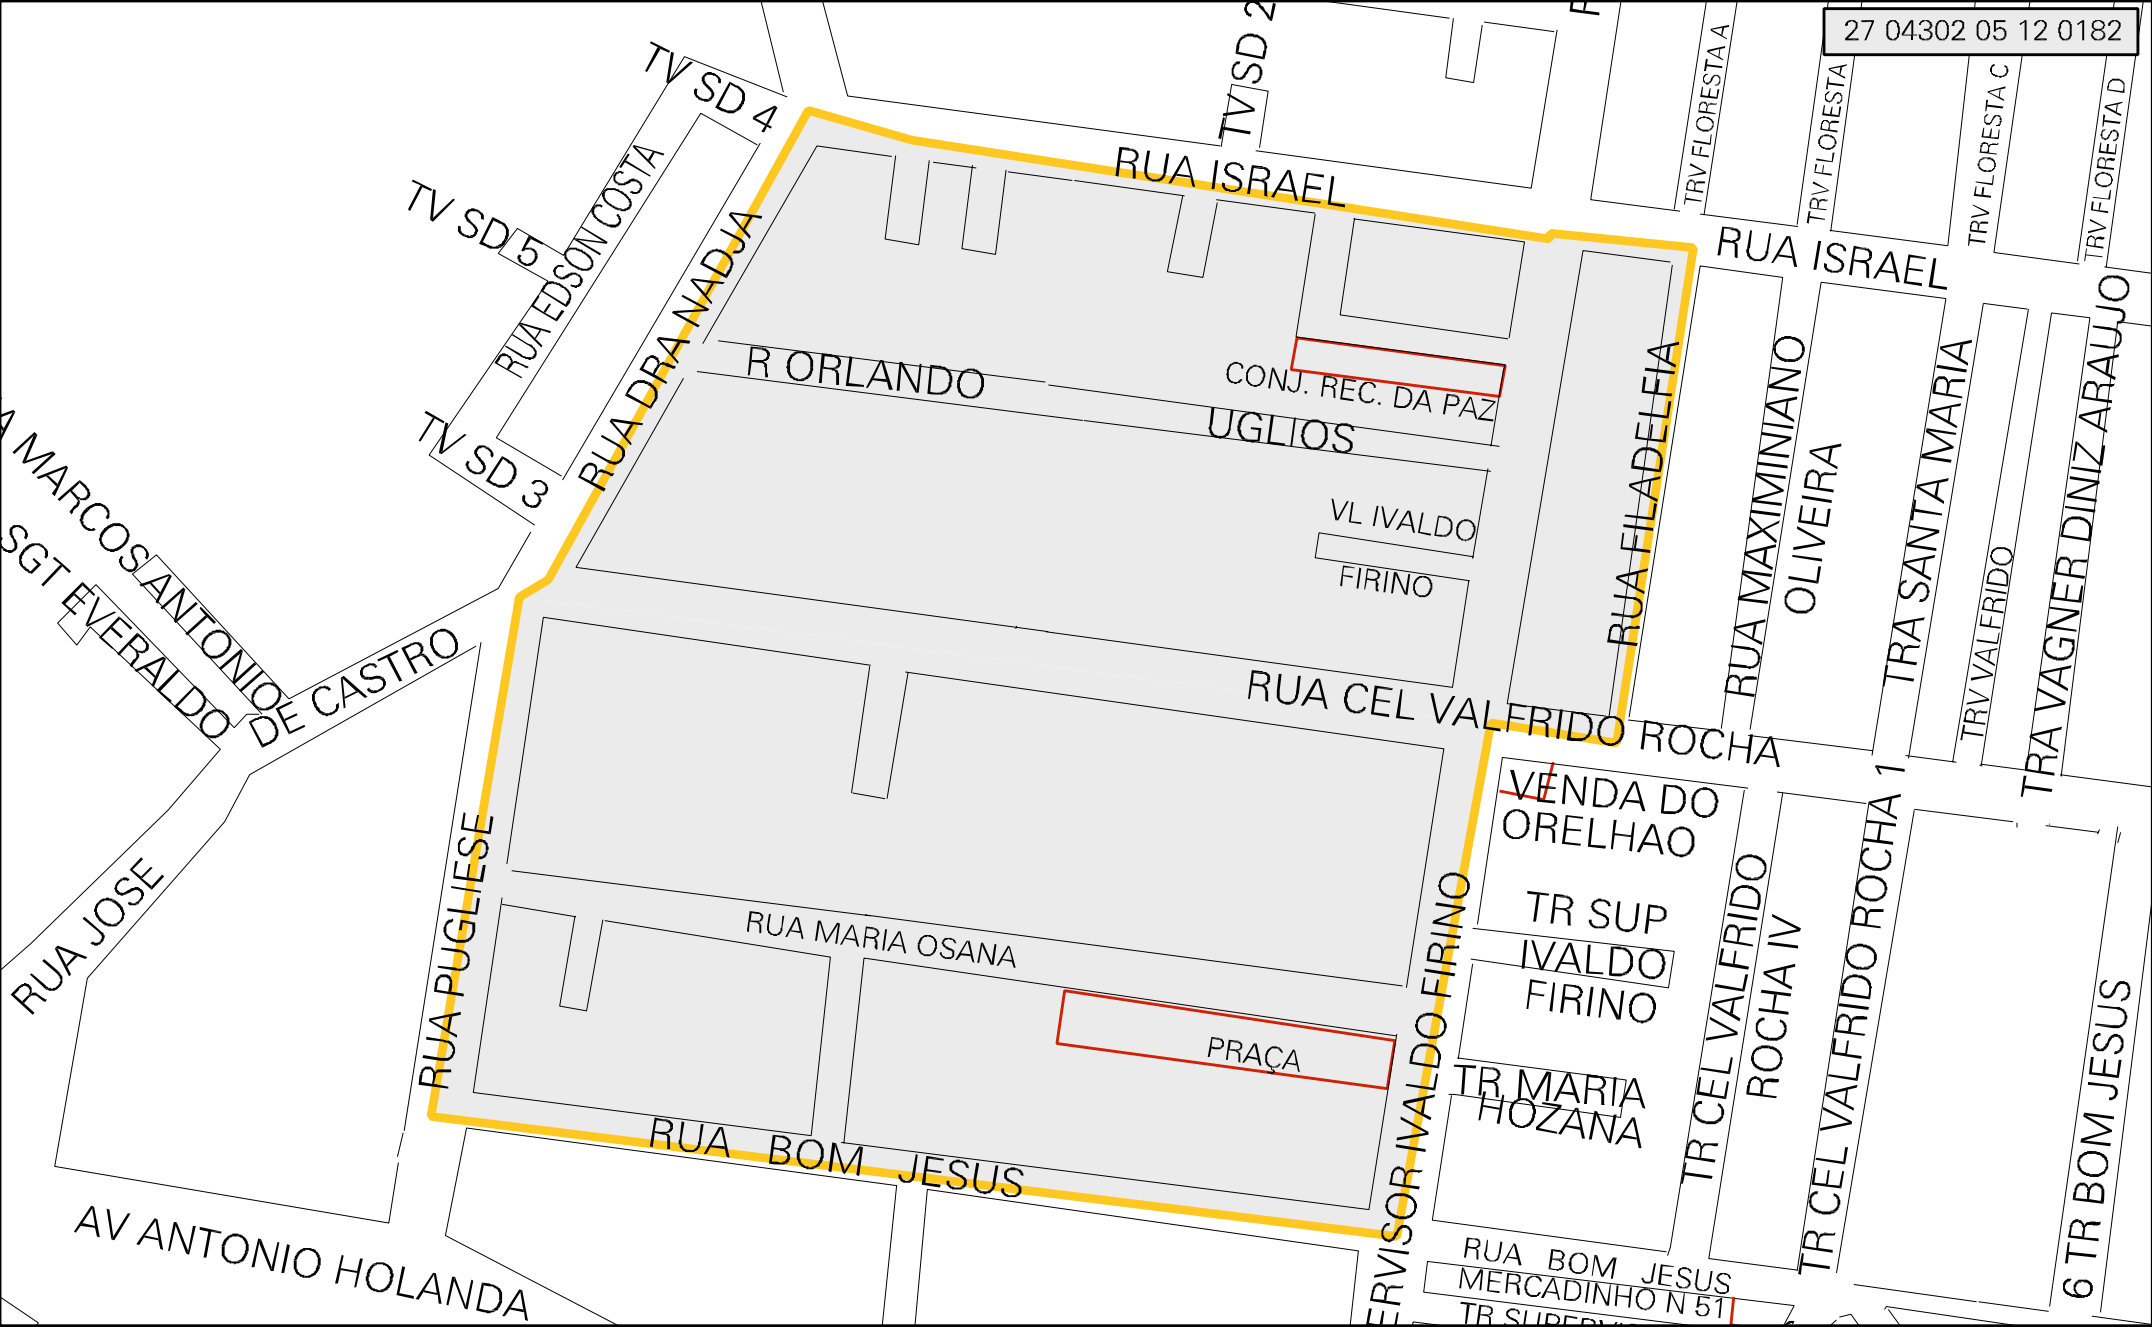 27 04302 05 12 0182
TV SD 2
TV SD 4
TRV FLORESTA A
TRV FLORESTA
TRV FLORESTA C
TRV FLORESTA D
RUA ISRAEL
RUA ISRAEL
RUA EDSON COSTA
TV SD 5
RUA DRA NADJA
R ORLANDO
UGLIOS
CONJ. REC. DA PAZ
RUA FILADELFIA
RUA MAXIMINIANO
OLIVEIRA
TRA SANTA MARIA
TRV VALFRIDO
TRA VAGNER DINIZ ARAUJO
TV SD 3
MARCOS ANTONIO
SGT EVERALDO
DE CASTRO
VL IVALDO
FIRINO
RUA CEL VALFRIDO ROCHA
VENDA DO
ORELHAO
RUA JOSE
RUA PUGLIESE
RUA MARIA OSANA
PRAÇA
TR SUP
IVALDO
FIRINO
TR MARIA
HOZANA
TR CEL VALFRIDO
ROCHA IV
TR CEL VALFRIDO ROCHA 1
6 TR BOM JESUS
ERVISOR IVALDO FIRINO
RUA BOM JESUS
AV ANTONIO HOLANDA
RUA BOM JESUS
MERCADINHO N 51